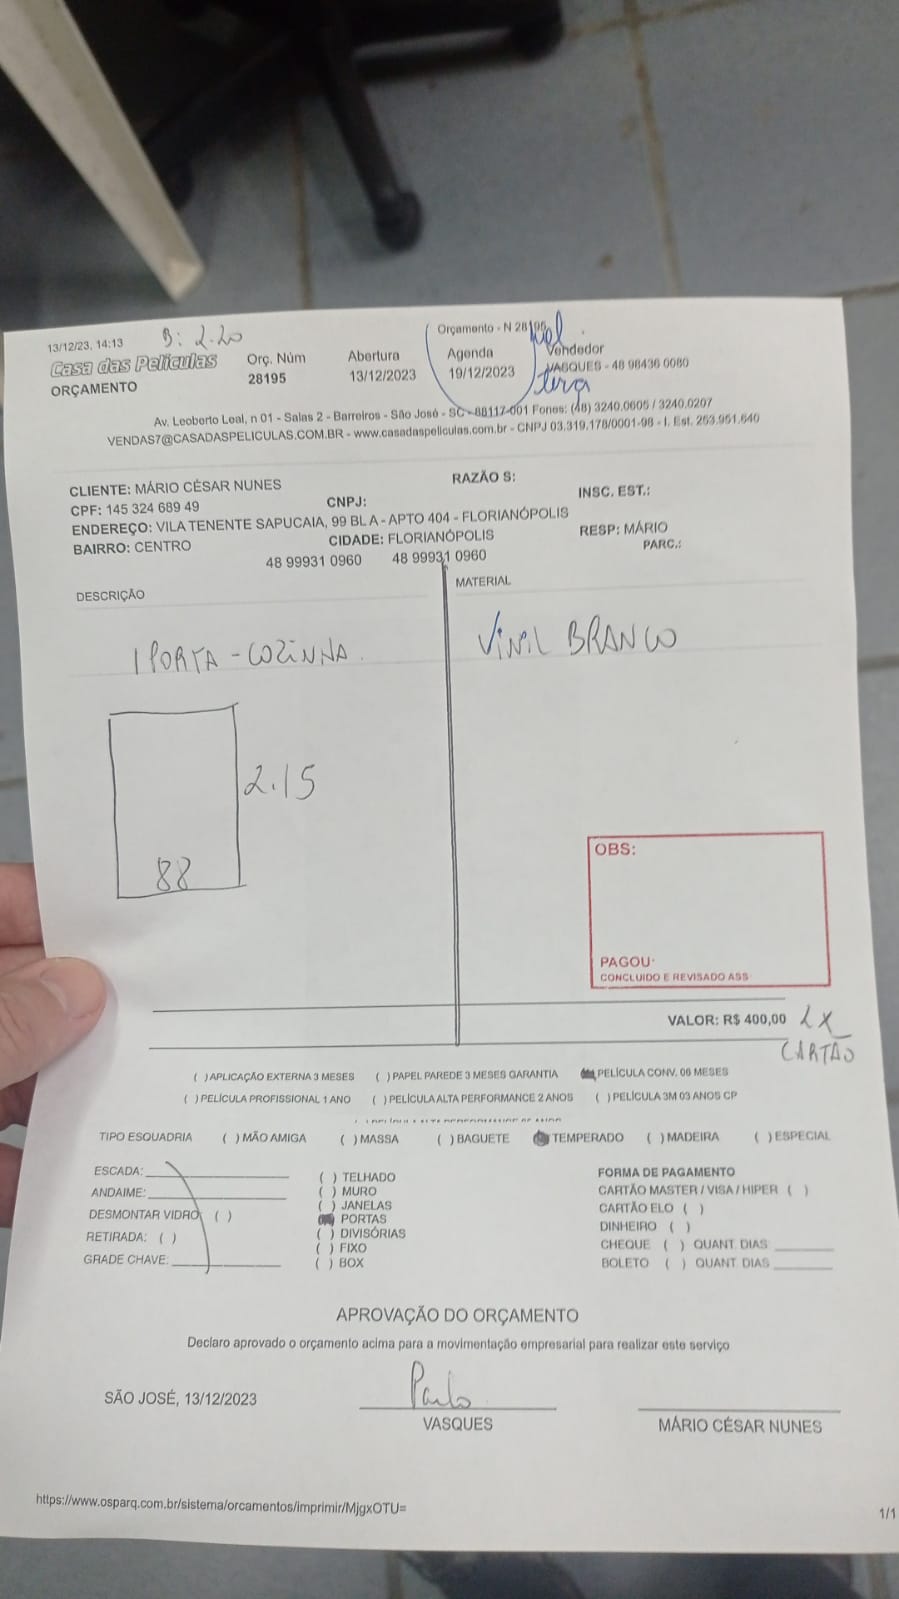 13/12/23, 14:13
B: 2.20
Orçamento - N 28195
Casa das Películas
ORÇAMENTO
Orç. Núm
28195
Abertura
13/12/2023
Agenda
19/12/2023
terça
Vendedor
VASQUES - 48 98436 0080
Av. Leoberto Leal, n 01 - Salas 2 - Barreiros - São José - SC - 88117-001 Fones: (48) 3240.0605 / 3240.0207
VENDAS7@CASADASPELICULAS.COM.BR - www.casadaspeliculas.com.br - CNPJ 03.319.178/0001-98 - I. Est. 253.951.640
CLIENTE: MÁRIO CÉSAR NUNES
RAZÃO S:
CPF: 145 324 689 49
CNPJ:
INSC. EST.:
ENDEREÇO: VILA TENENTE SAPUCAIA, 99 BL A - APTO 404 - FLORIANÓPOLIS
BAIRRO: CENTRO
CIDADE: FLORIANÓPOLIS
RESP: MÁRIO
48 99931 0960 48 99931 0960
PARC.:
DESCRIÇÃO
MATERIAL
1 PORTA - COZINHA
VINIL BRANCO
2.15
88
OBS:
PAGOU:
CONCLUIDO E REVISADO ASS
VALOR: R$ 400,00 2X
CARTÃO
( )APLICAÇÃO EXTERNA 3 MESES ( )PAPEL PAREDE 3 MESES GARANTIA PELÍCULA CONV. 06 MESES
( )PELÍCULA PROFISSIONAL 1 ANO ( )PELÍCULA ALTA PERFORMANCE 2 ANOS ( )PELÍCULA 3M 03 ANOS CP
TIPO ESQUADRIA ( )MÃO AMIGA ( )MASSA ( )BAGUETE TEMPERADO ( )MADEIRA ( )ESPECIAL
ESCADA:
ANDAIME:
DESMONTAR VIDRO: ( )
RETIRADA: ( )
GRADE CHAVE:
( ) TELHADO
( ) MURO
( ) JANELAS
PORTAS
( ) DIVISÓRIAS
( ) FIXO
( ) BOX
FORMA DE PAGAMENTO
CARTÃO MASTER / VISA / HIPER ( )
CARTÃO ELO ( )
DINHEIRO ( )
CHEQUE ( ) QUANT. DIAS
BOLETO ( ) QUANT. DIAS
APROVAÇÃO DO ORÇAMENTO
Declaro aprovado o orçamento acima para a movimentação empresarial para realizar este serviço
SÃO JOSÉ, 13/12/2023
Paulo
VASQUES
MÁRIO CÉSAR NUNES
https://www.osparq.com.br/sistema/orcamentos/imprimir/MjgxOTU=
1/1